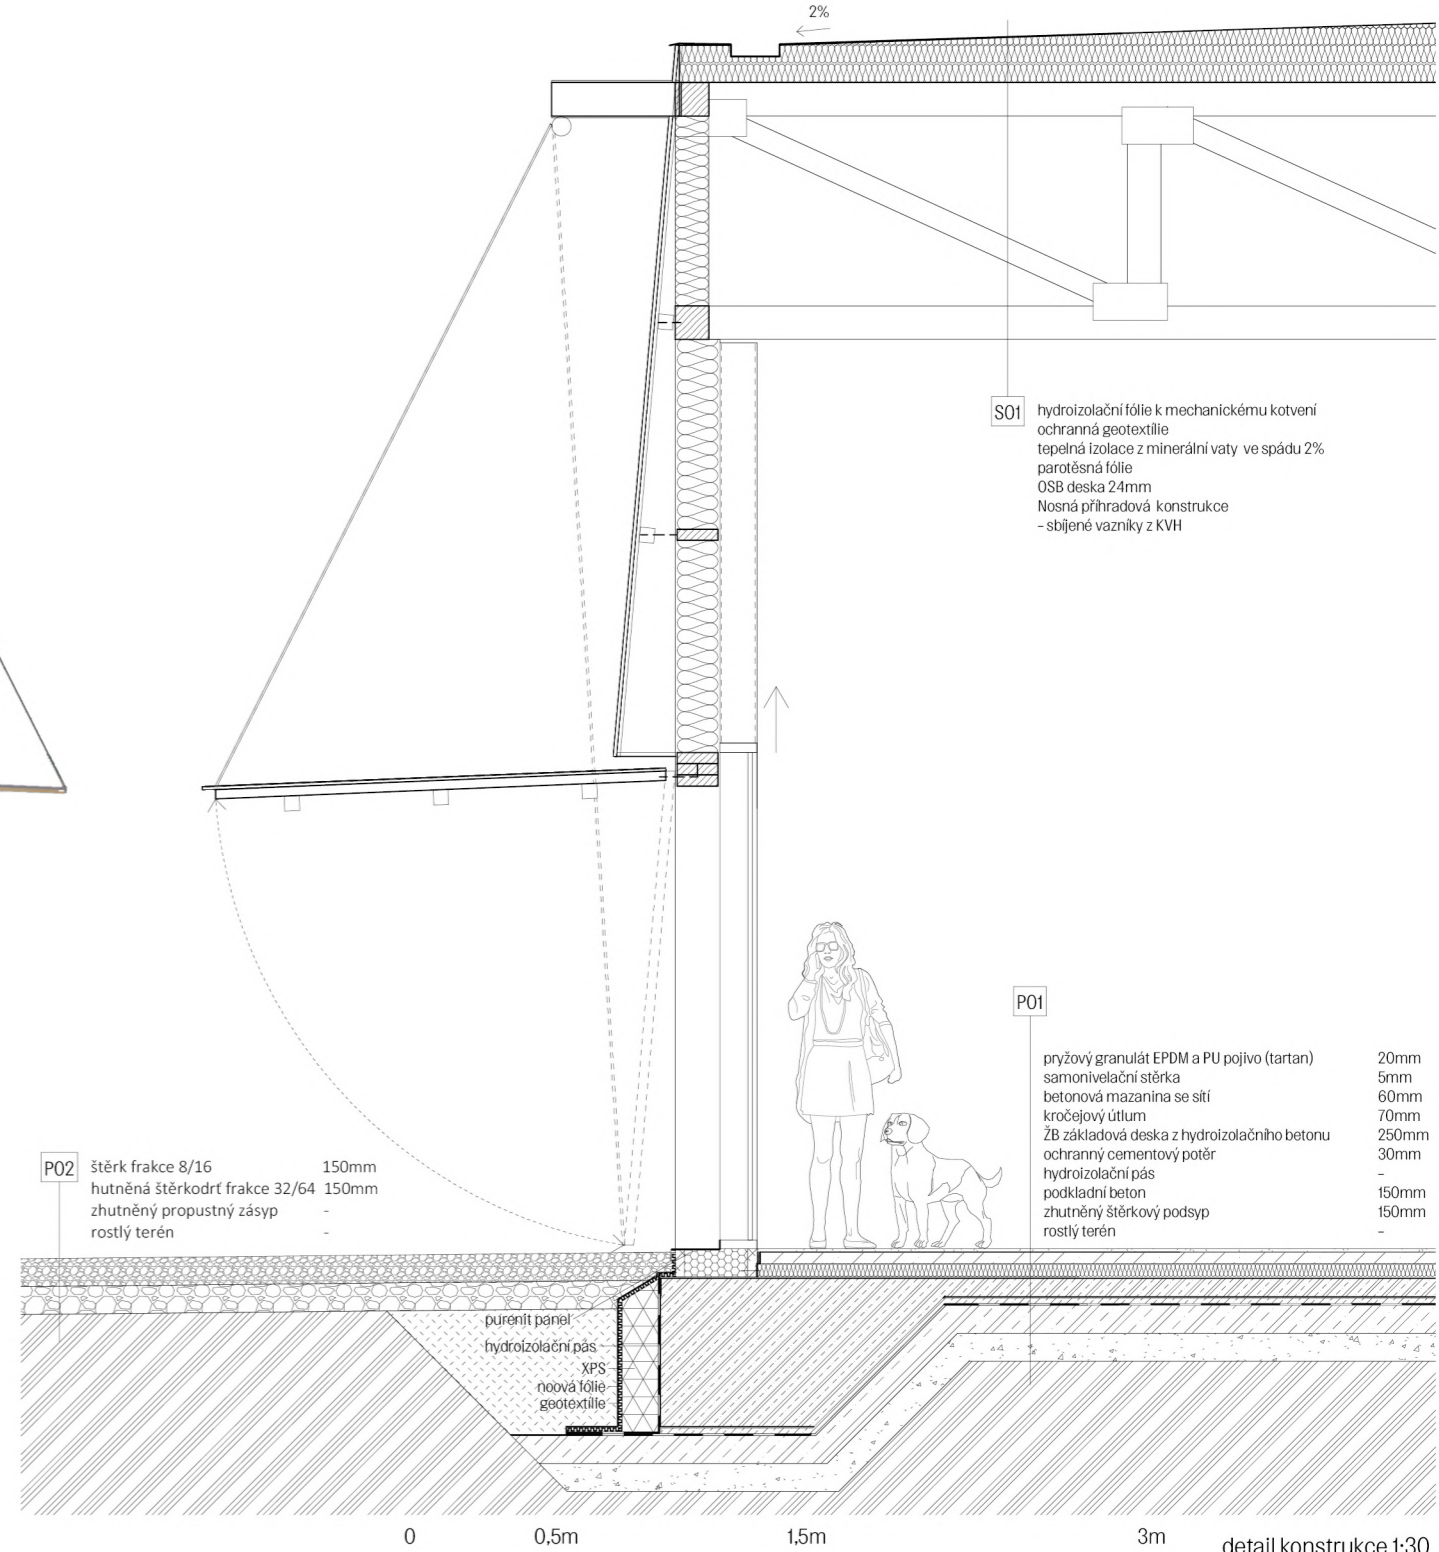 2%
S01
hydroizolační fólie k mechanickému kotvení
ochranná geotextílie
tepelná izolace z minerální vaty ve spádu 2%
parotěsná fólie
OSB deska 24mm
Nosná příhradová konstrukce
- sbíjené vazníky z KVH
P01
pryžový granulát EPDM a PU pojivo (tartan) 20mm
samonivelační stěrka 5mm
betonová mazanina se sítí 60mm
kročejový útlum 70mm
ŽB základová deska z hydroizolačního betonu 250mm
ochranný cementový potěr 30mm
hydroizolační pás -
podkladní beton 150mm
zhutněný štěrkový podsyp 150mm
rostlý terén -
P02
štěrk frakce 8/16 150mm
hutněná štěrkodrť frakce 32/64 150mm
zhutněný propustný zásyp -
rostlý terén -
purenit panel
hydroizolační pás
XPS
noová fólie
geotextílie
0 0,5m 1,5m 3m
detail konstrukce 1:30